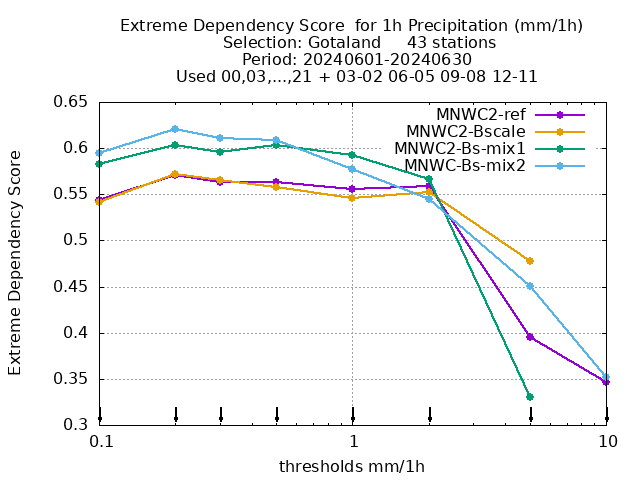 Extreme Dependency Score  for 1h Precipitation (mm/1h)
Selection: Gotaland     43 stations
Period: 20240601-20240630
Used 00,03,...,21 + 03-02 06-05 09-08 12-11
MNWC2-ref
MNWC2-Bscale
MNWC2-Bs-mix1
MNWC-Bs-mix2
Extreme Dependency Score
0.65
0.6
0.55
0.5
0.45
0.4
0.35
0.3
0.1 1 10
thresholds mm/1h